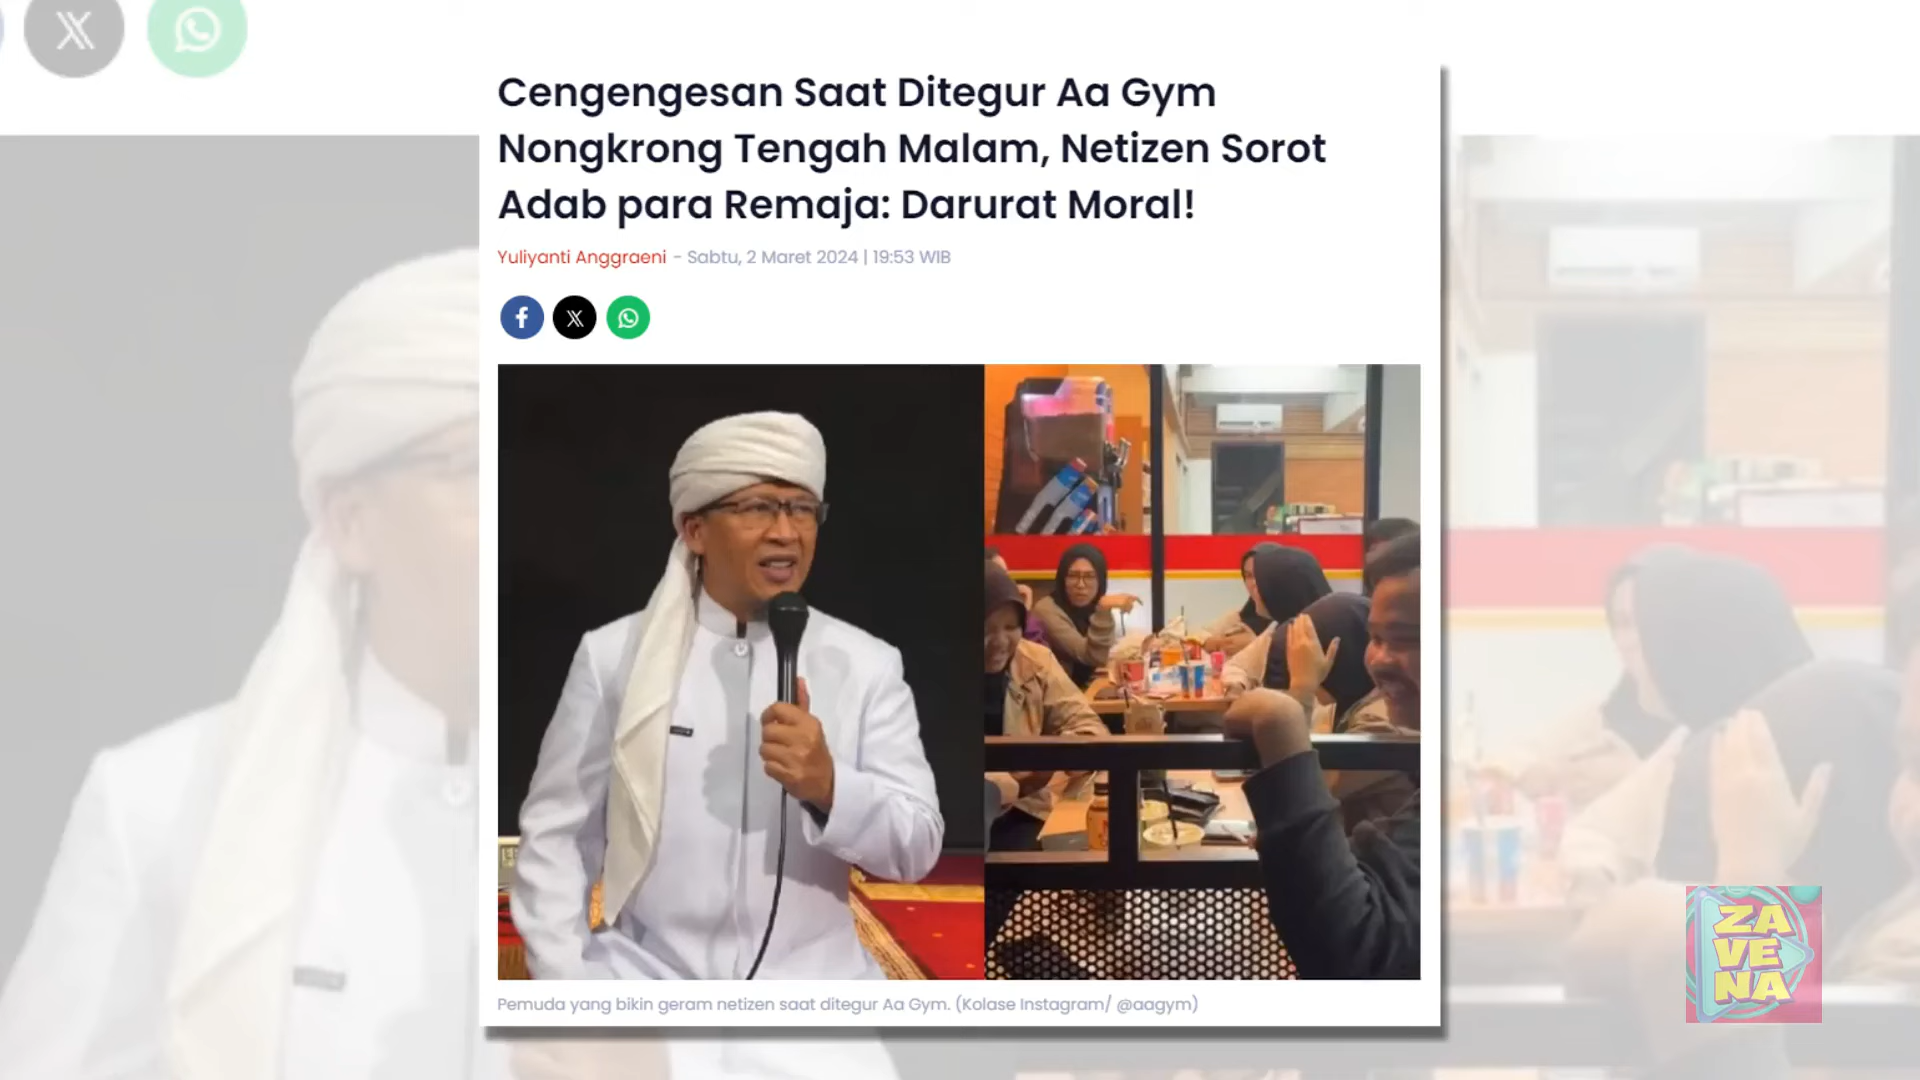 Cengengesan Saat Ditegur Aa Gym
Nongkrong Tengah Malam, Netizen Sorot
Adab para Remaja: Darurat Moral!
Yuliyanti Anggraeni - Sabtu, 2 Maret 2024 | 19:53 WIB
Pemuda yang bikin geram netizen saat ditegur Aa Gym. (Kolase Instagram/ @aagym)
ZA
VE
NA